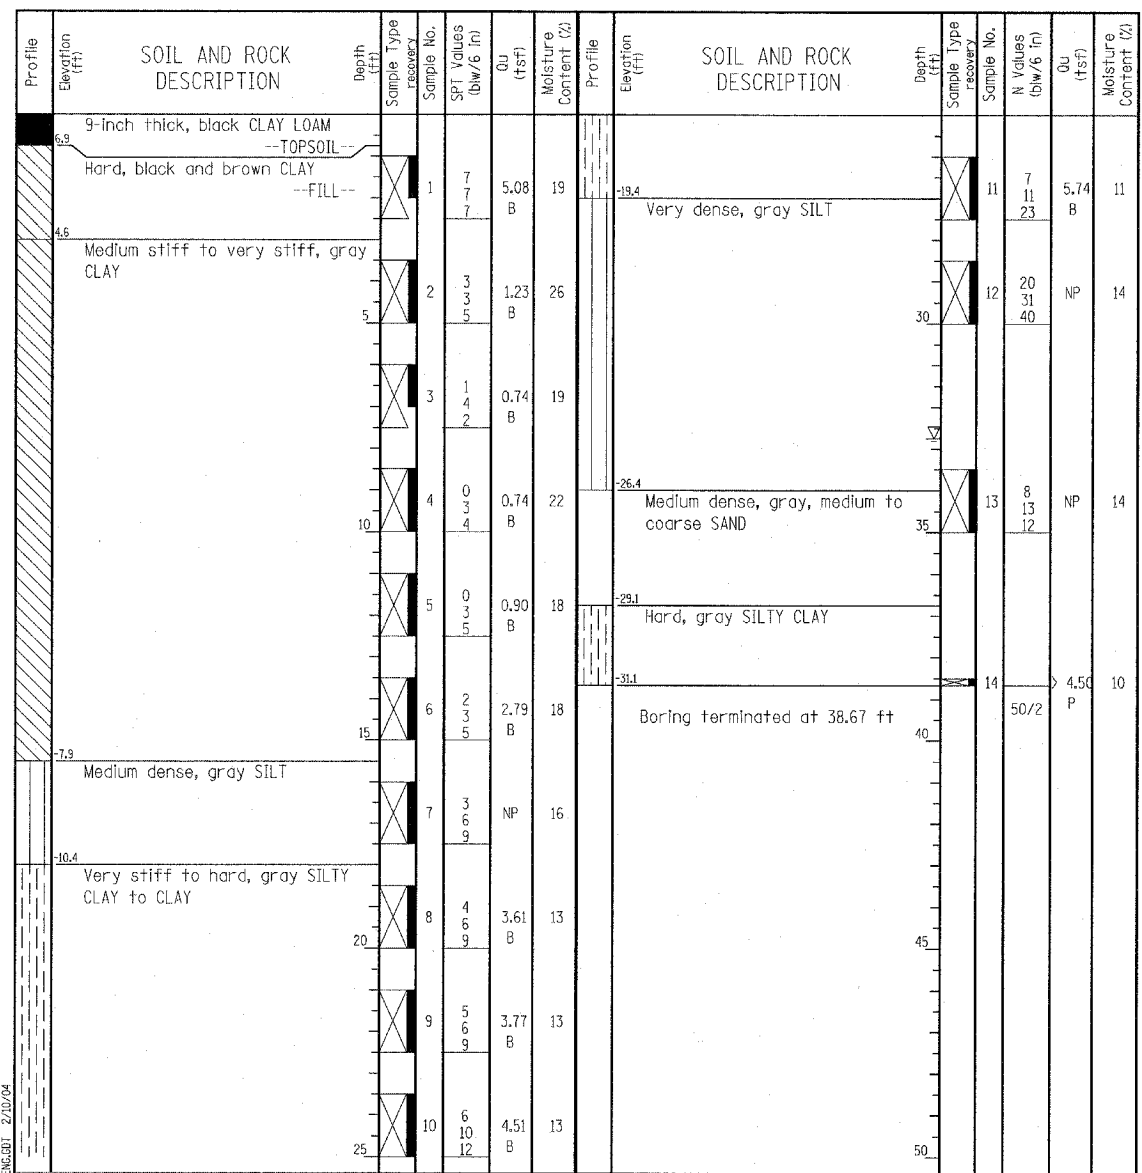 Profile
Elevation (ft)
SOIL AND ROCK
DESCRIPTION
Depth (ft)
Sample Type
recovery
Sample No.
SPT Values
(blw/6 in)
Qu
(tsf)
Moisture
Content (%)
9-inch thick, black CLAY LOAM
6.9 --TOPSOIL--
Hard, black and brown CLAY
--FILL--
1 7 7 7 5.08 B 19
4.6
Medium stiff to very stiff, gray
CLAY
2 3 3 5 1.23 B 26
5
3 1 4 2 0.74 B 19
4 0 3 4 0.74 B 22
10
5 0 3 5 0.90 B 18
6 2 3 5 2.79 B 18
15
-7.9
Medium dense, gray SILT
7 3 6 9 NP 16
-10.4
Very stiff to hard, gray SILTY
CLAY to CLAY
8 4 6 9 3.61 B 13
20
9 5 6 9 3.77 B 13
10 6 10 12 4.51 B 13
25
Profile
Elevation (ft)
SOIL AND ROCK
DESCRIPTION
Depth (ft)
Sample Type
recovery
Sample No.
N Values
(blw/6 in)
Qu
(tsf)
Moisture
Content (%)
11 7 11 23 5.74 B 11
-19.4
Very dense, gray SILT
12 20 31 40 NP 14
30
-26.4
Medium dense, gray, medium to
coarse SAND
13 8 13 12 NP 14
35
-29.1
Hard, gray SILTY CLAY
-31.1
14 50/2 > 4.50 P 10
Boring terminated at 38.67 ft
40
45
50
ENG.GDT 2/10/04